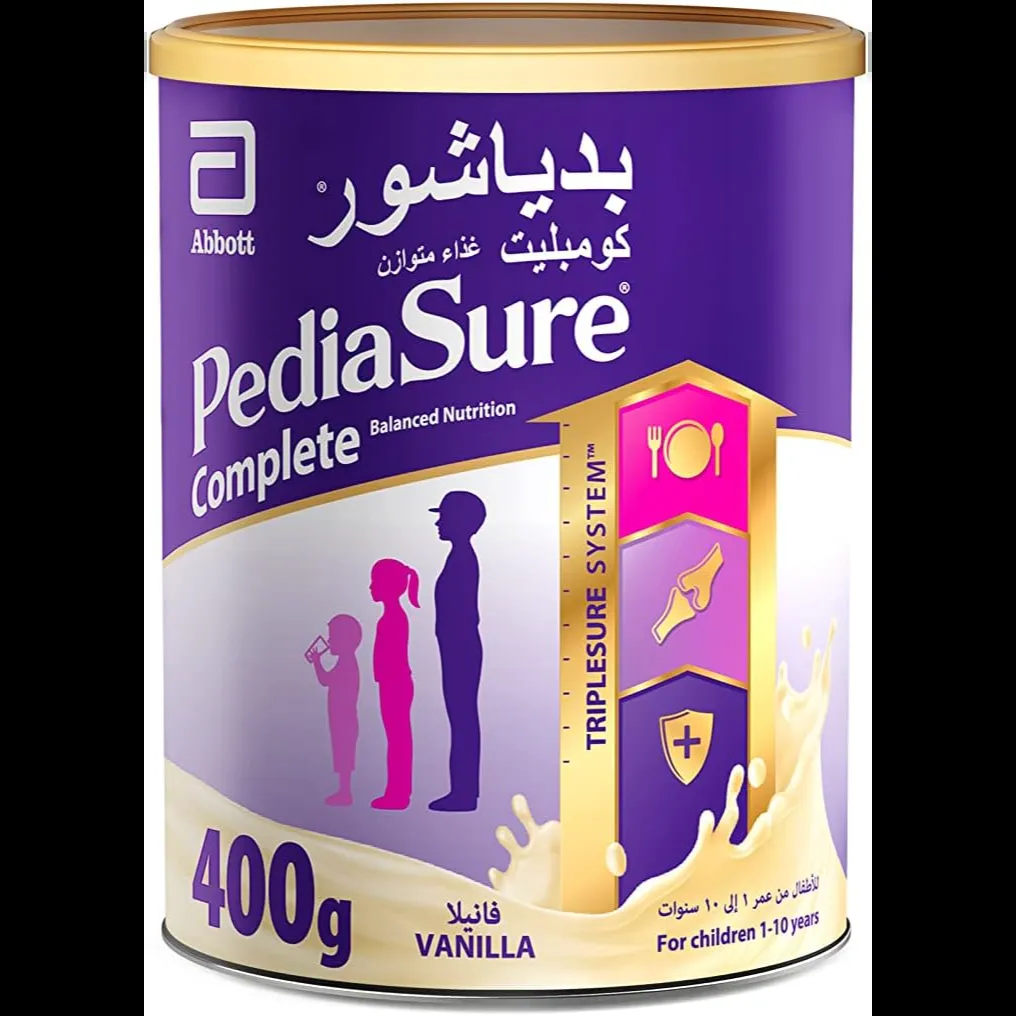 بدياشور®
Abbott
كومبليت غذاء متوازن
PediaSure®
Complete Balanced Nutrition
TRIPLESURE SYSTEM™
400g
فانيلا
VANILLA
للأطفال من عمر ١ إلى ١٠ سنوات
For children 1-10 years